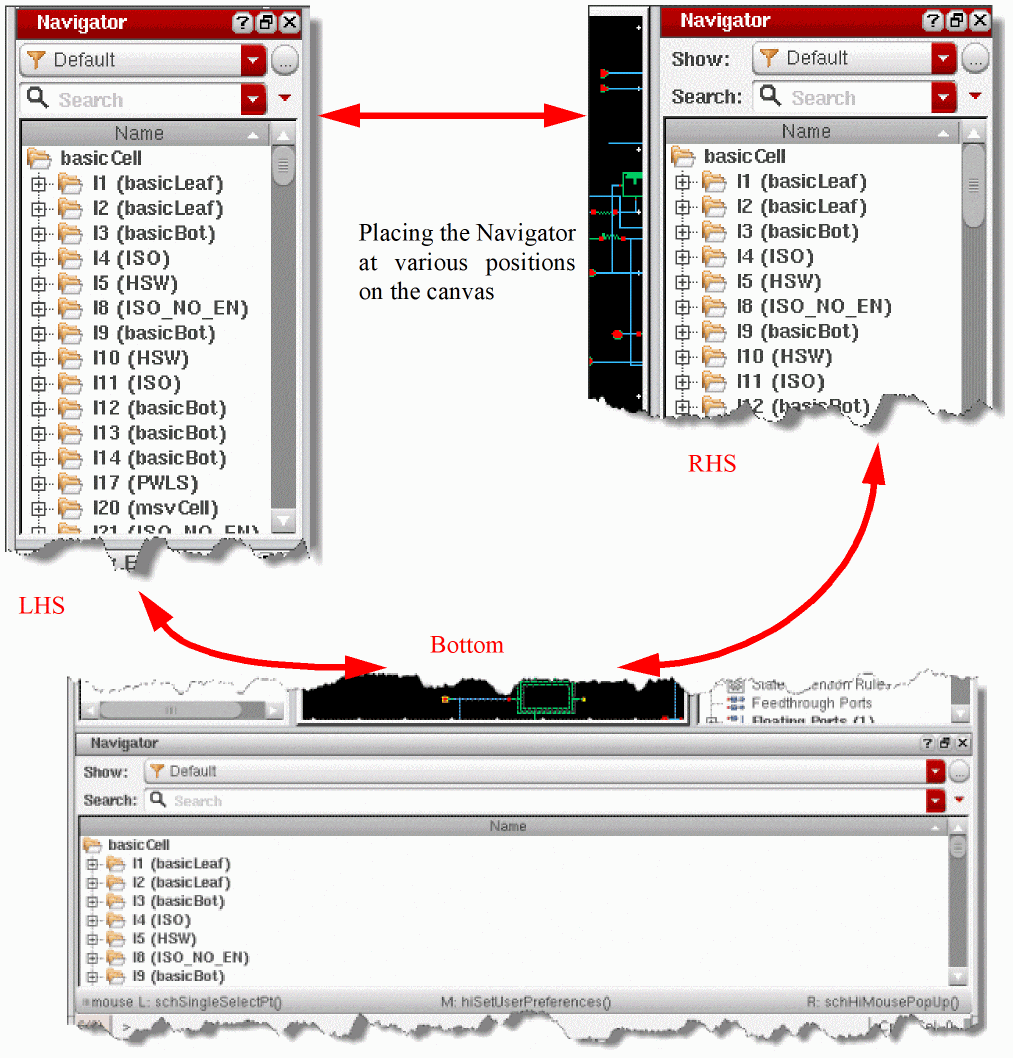 Navigator
Default
Search
Name
basicCell
I1 (basicLeaf)
I2 (basicLeaf)
I3 (basicBot)
I4 (ISO)
I5 (HSW)
I8 (ISO_NO_EN)
I9 (basicBot)
I10 (HSW)
I11 (ISO)
I12 (basicBot)
I13 (basicBot)
I14 (basicBot)
I17 (PWLS)
I20 (msvCell)
I21 (ISO_NO_EN)
LHS
Placing the Navigator
at various positions
on the canvas
Navigator
Show: Default
Search: Search
Name
basicCell
I1 (basicLeaf)
I2 (basicLeaf)
I3 (basicBot)
I4 (ISO)
I5 (HSW)
I8 (ISO_NO_EN)
I9 (basicBot)
I10 (HSW)
I11 (ISO)
I12 (basicBot)
RHS
Bottom
Rules
Feedthrough Ports
Floating Ports (1)
Navigator
Show: Default
Search: Search
Name
basicCell
I1 (basicLeaf)
I2 (basicLeaf)
I3 (basicBot)
I4 (ISO)
I5 (HSW)
I8 (ISO_NO_EN)
I9 (basicBot)
mouse L: schSingleSelectPt() M: hiSetUserPreferences() R: schHiMousePopUp()
>